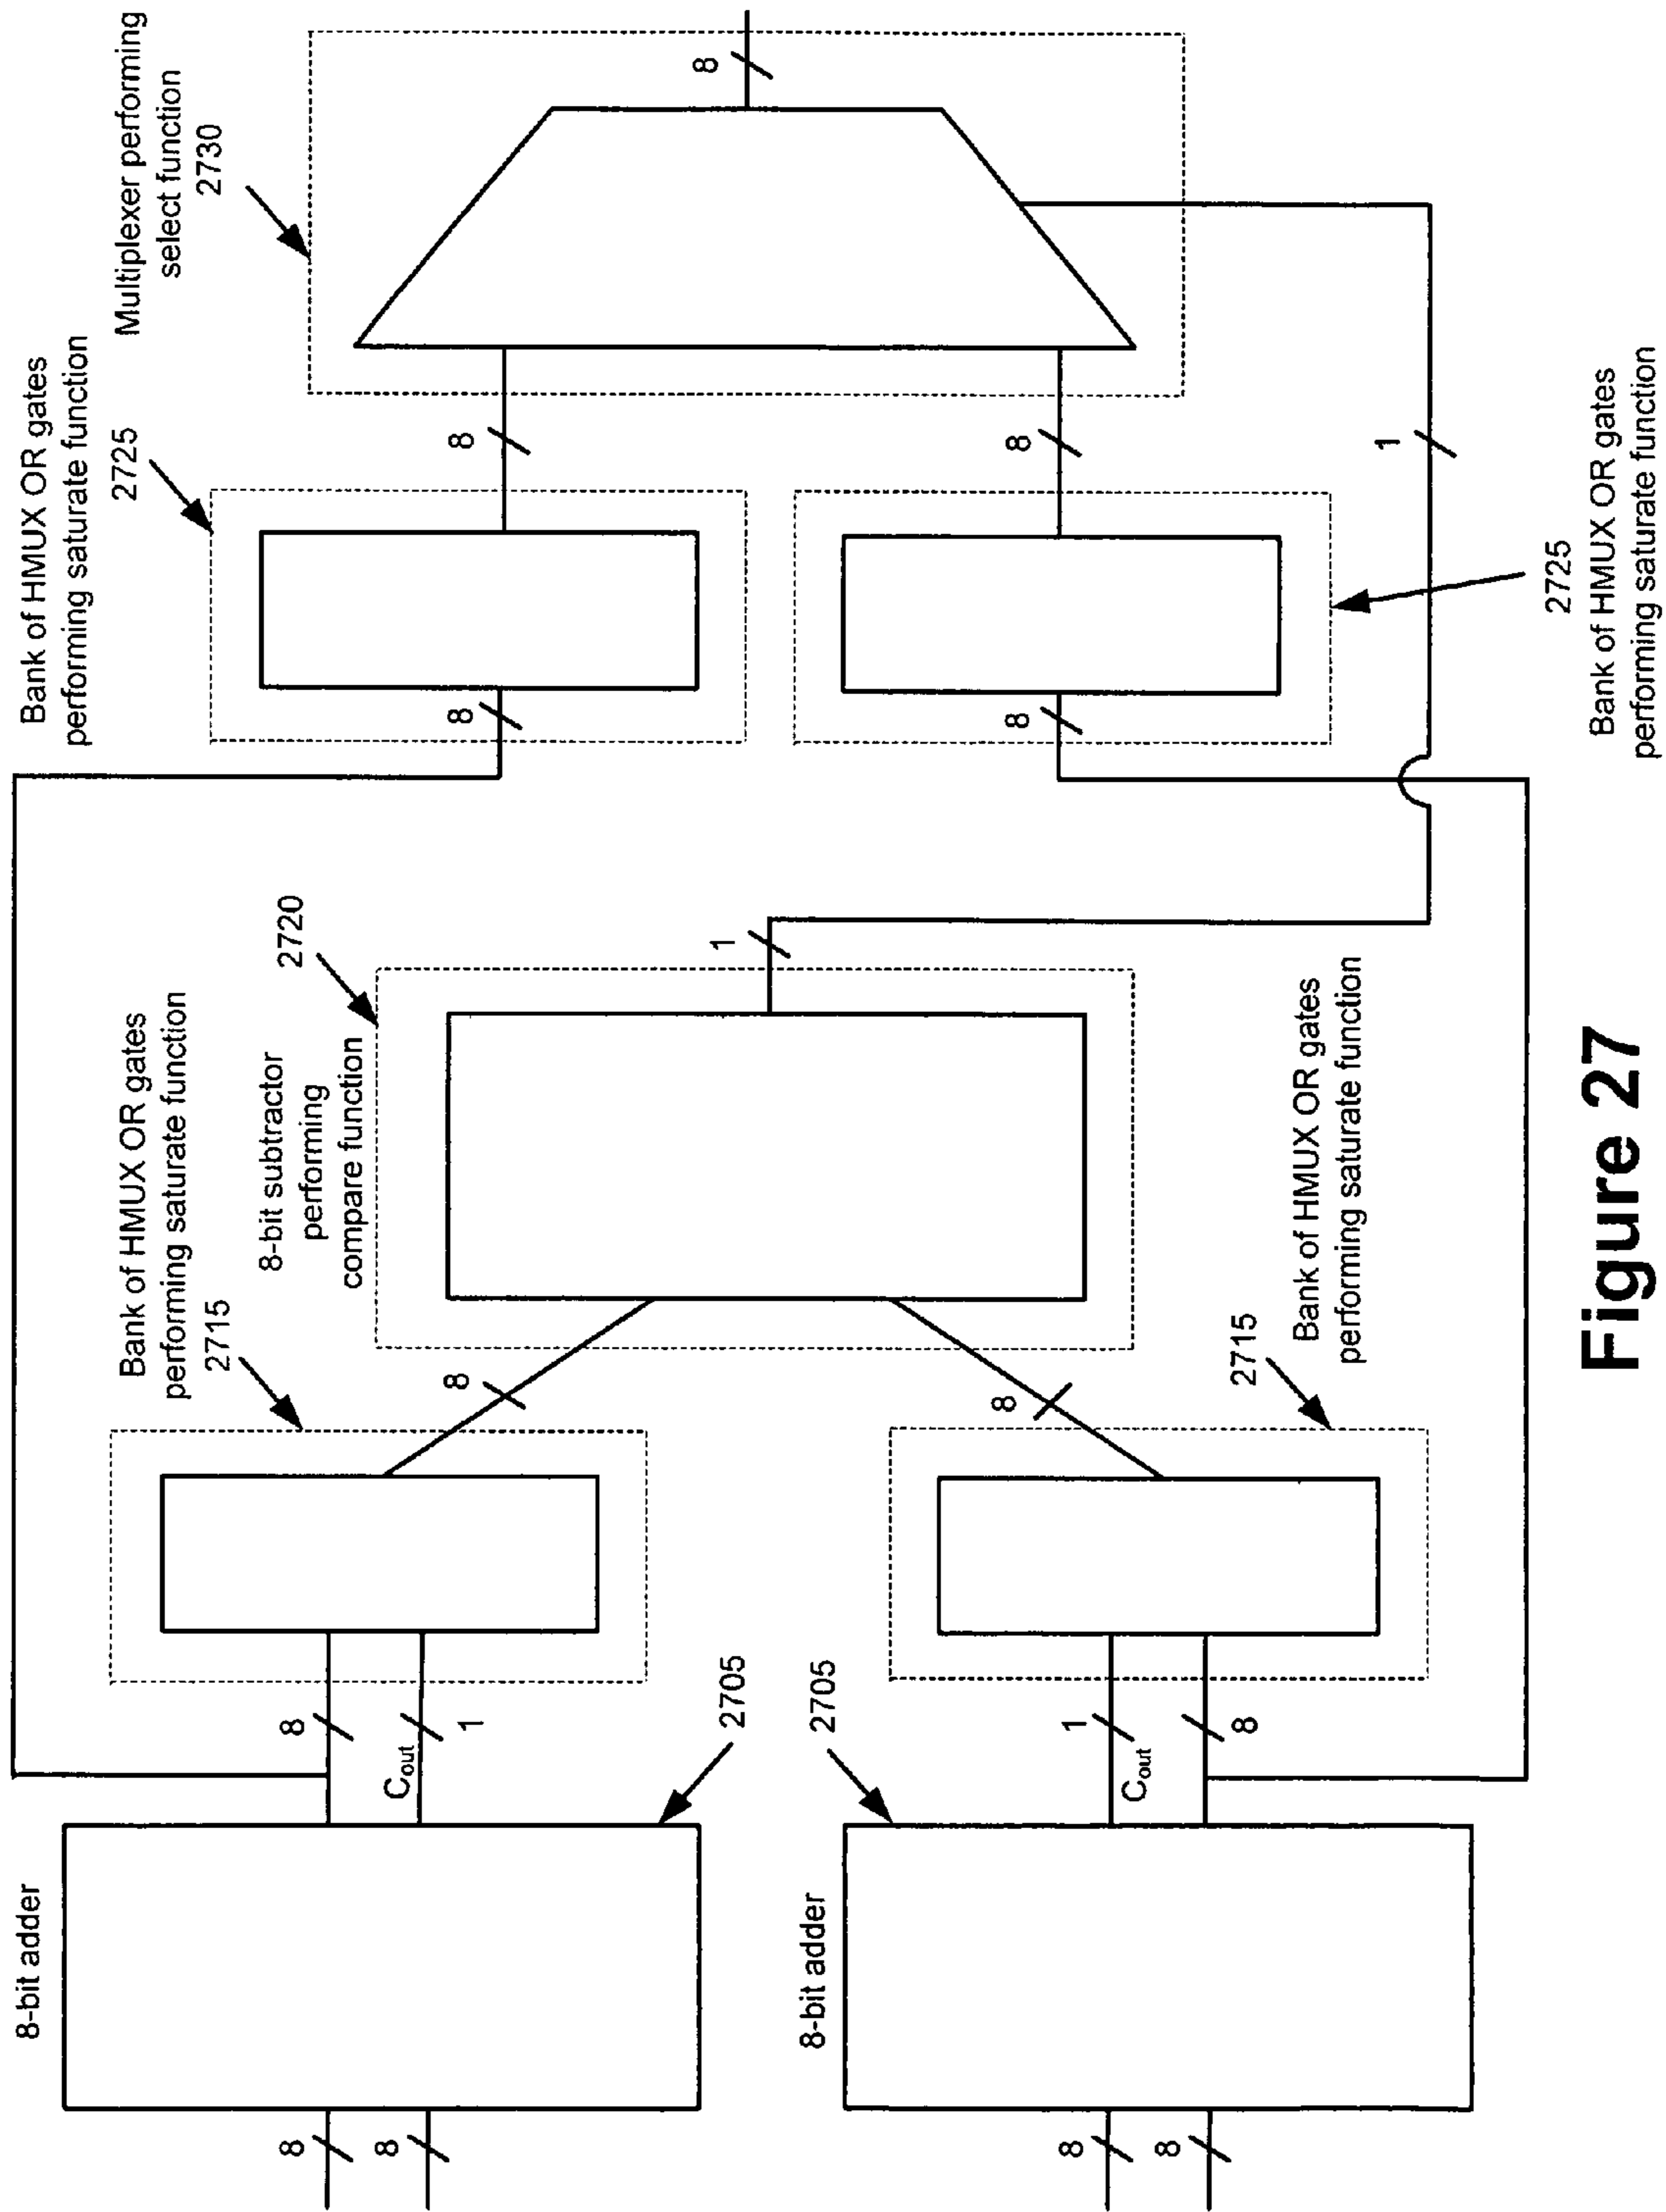 8-bit adder
8
8
2705
8
C_out
1
Bank of HMUX OR gates
performing saturate function
2715
8
8-bit subtractor
performing
compare function
2720
1
Bank of HMUX OR gates
performing saturate function
2725
8
8
Multiplexer performing
select function
2730
8
8-bit adder
8
8
2705
1
C_out
8
2715
Bank of HMUX OR gates
performing saturate function
8
8
8
2725
Bank of HMUX OR gates
performing saturate function
1
Figure 27